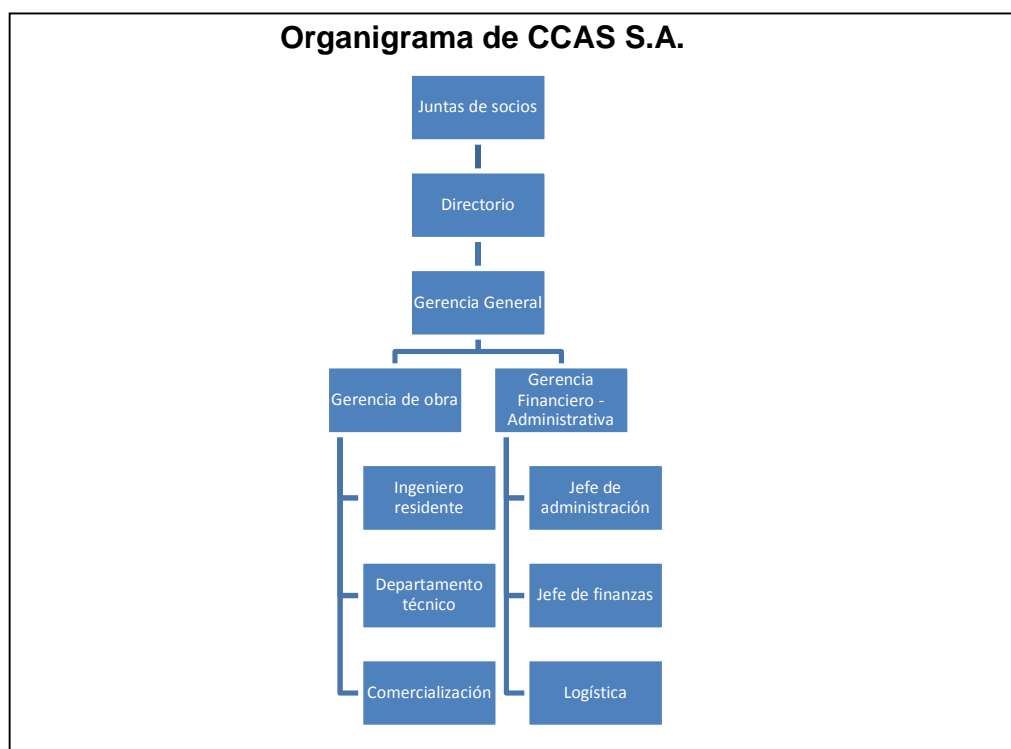 Organigrama de CCAS S.A.
Juntas de socios
Directorio
Gerencia General
Gerencia de obra
Gerencia
Financiero -
Administrativa
Ingeniero
residente
Jefe de
administración
Departamento
técnico
Jefe de finanzas
Comercialización
Logística